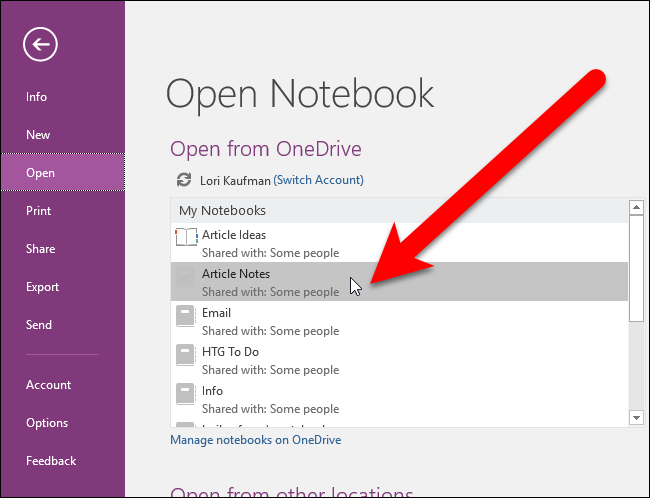 Info
New
Open
Print
Share
Export
Send
Account
Options
Feedback
Open Notebook
Open from OneDrive
Lori Kaufman (Switch Account)
My Notebooks
Article Ideas
Shared with: Some people
Article Notes
Shared with: Some people
Email
Shared with: Some people
HTG To Do
Shared with: Some people
Info
Shared with: Some people
Manage notebooks on OneDrive
Open from other locations